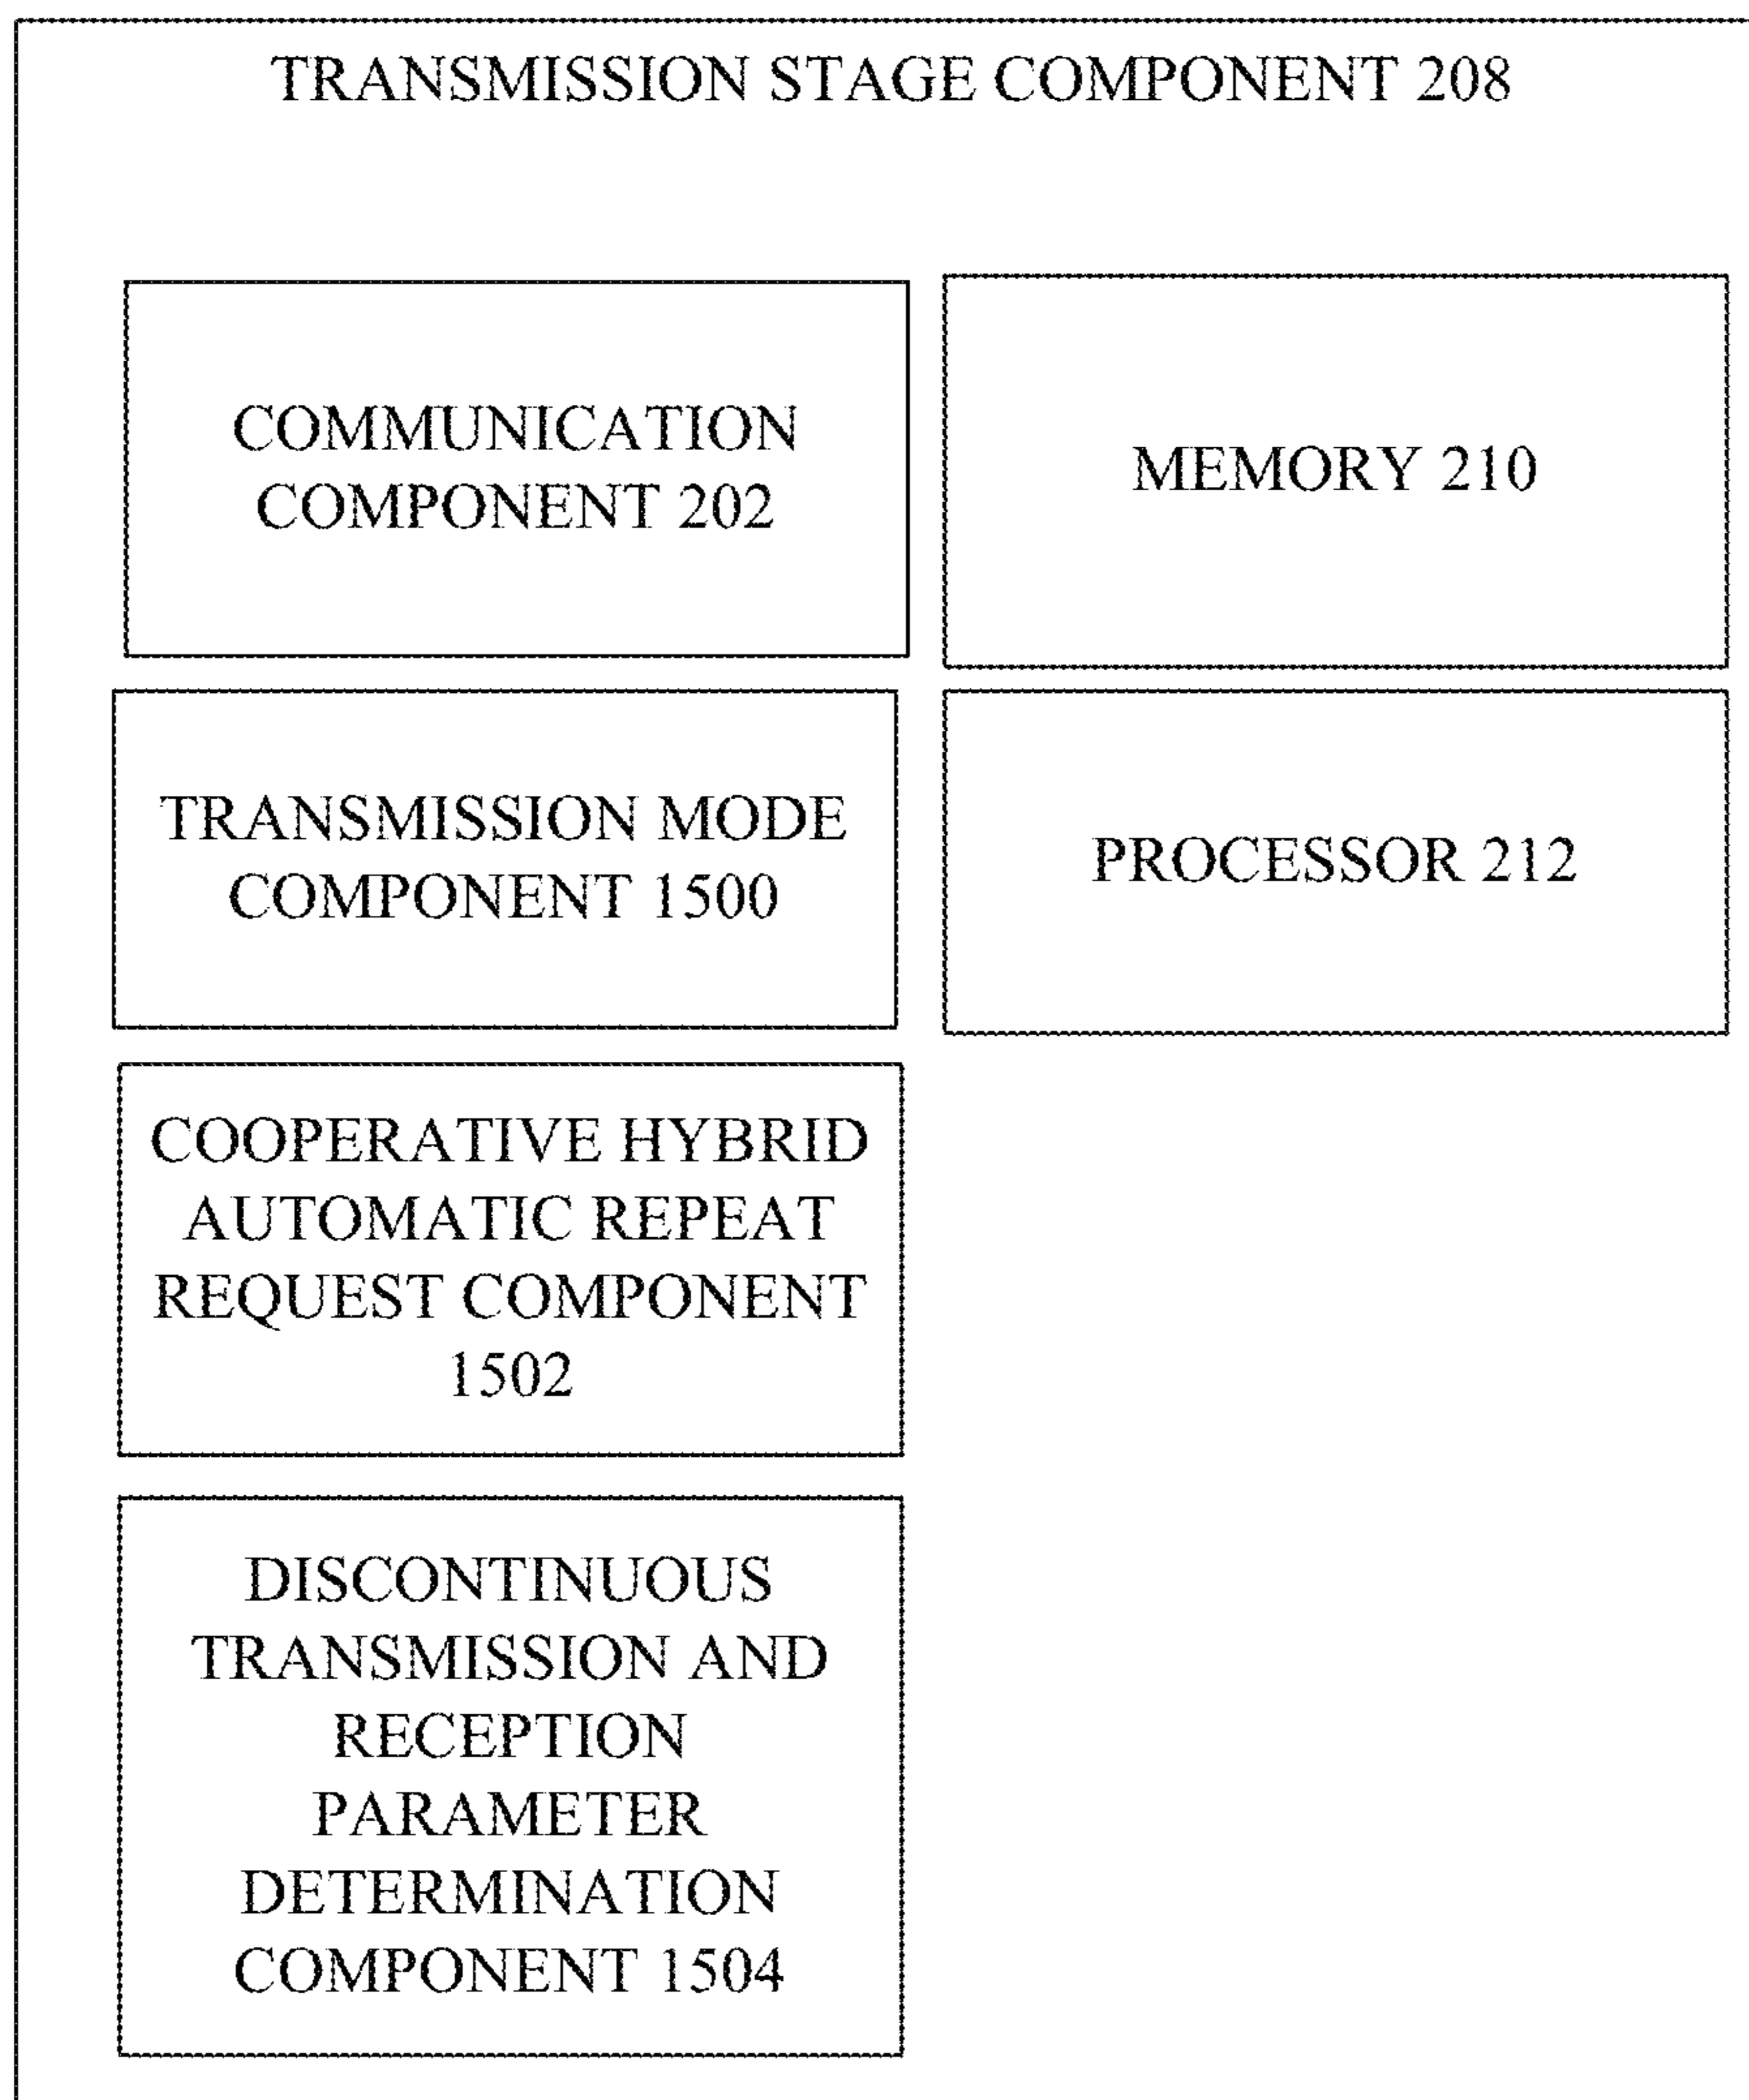 TRANSMISSION STAGE COMPONENT 208
COMMUNICATION
COMPONENT 202
MEMORY 210
TRANSMISSION MODE
COMPONENT 1500
PROCESSOR 212
COOPERATIVE HYBRID
AUTOMATIC REPEAT
REQUEST COMPONENT
1502
DISCONTINUOUS
TRANSMISSION AND
RECEPTION
PARAMETER
DETERMINATION
COMPONENT 1504